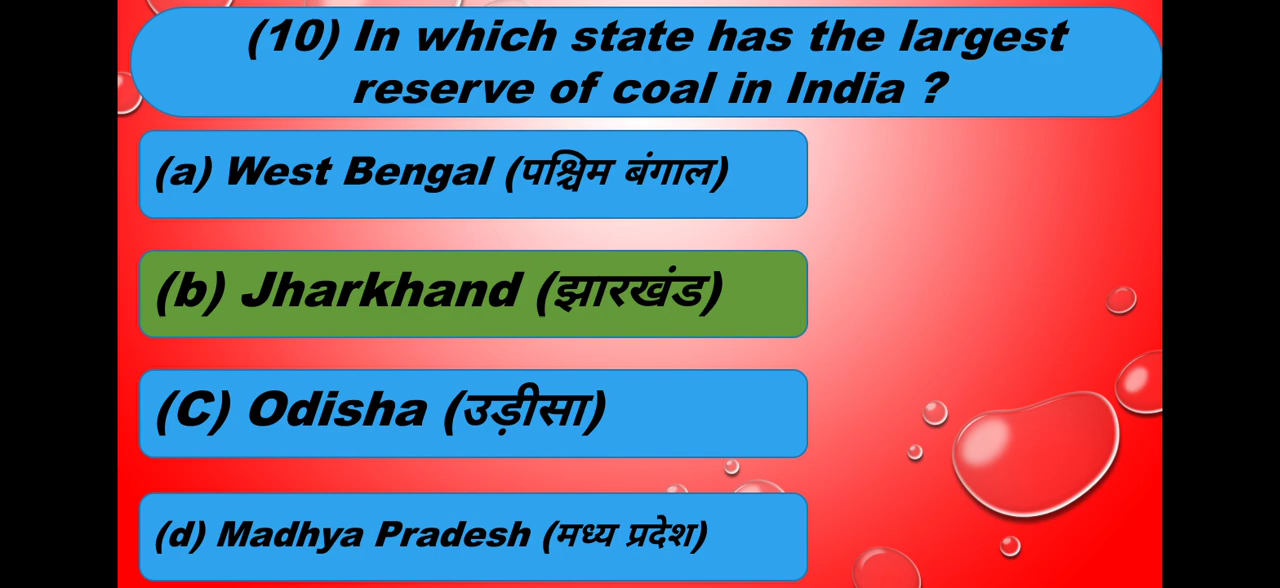 (10) In which state has the largest
reserve of coal in India ?
(a) West Bengal (पश्चिम बंगाल)
(b) Jharkhand (झारखंड)
(C) Odisha (उड़ीसा)
(d) Madhya Pradesh (मध्य प्रदेश)